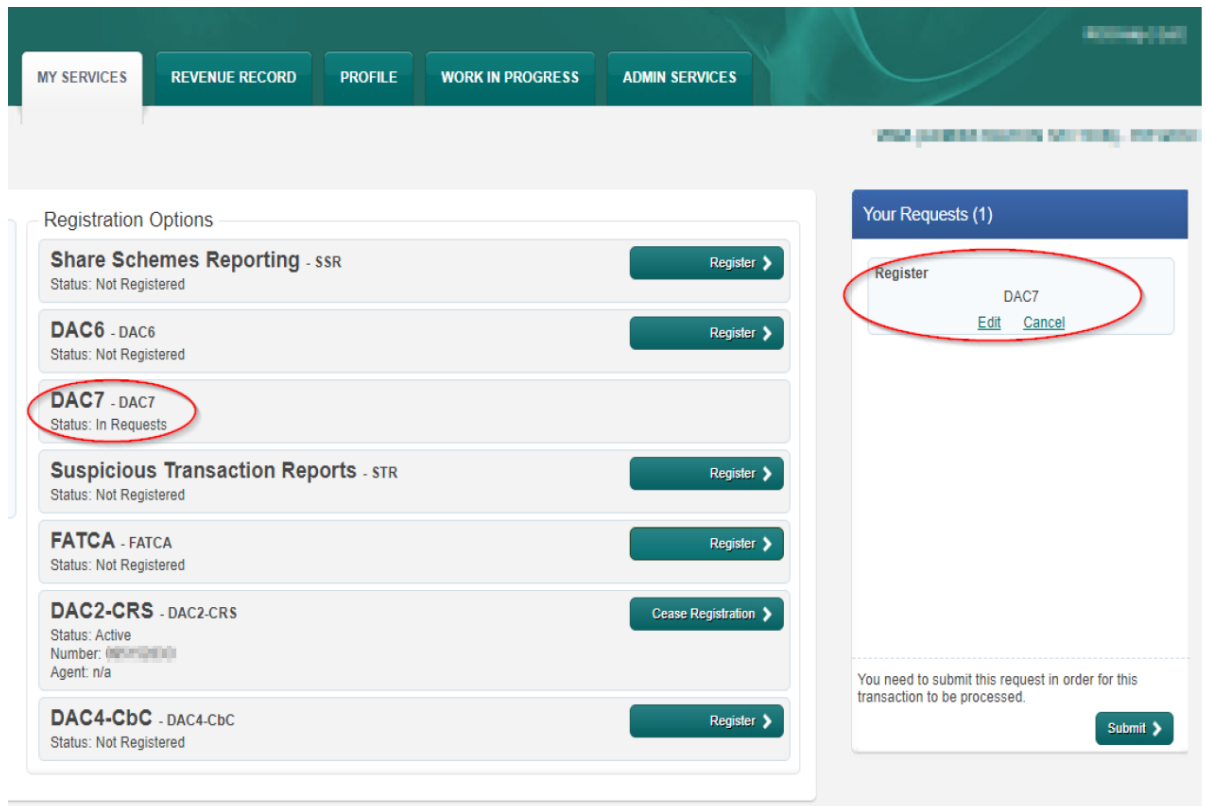 MY SERVICES
REVENUE RECORD
PROFILE
WORK IN PROGRESS
ADMIN SERVICES
Registration Options
Share Schemes Reporting - SSR
Status: Not Registered
Register
DAC6 - DAC6
Status: Not Registered
Register
DAC7 - DAC7
Status: In Requests
Suspicious Transaction Reports - STR
Status: Not Registered
Register
FATCA - FATCA
Status: Not Registered
Register
DAC2-CRS - DAC2-CRS
Status: Active
Number:
Agent: n/a
Cease Registration
DAC4-CbC - DAC4-CbC
Status: Not Registered
Register
Your Requests (1)
Register
DAC7
Edit Cancel
You need to submit this request in order for this
transaction to be processed.
Submit